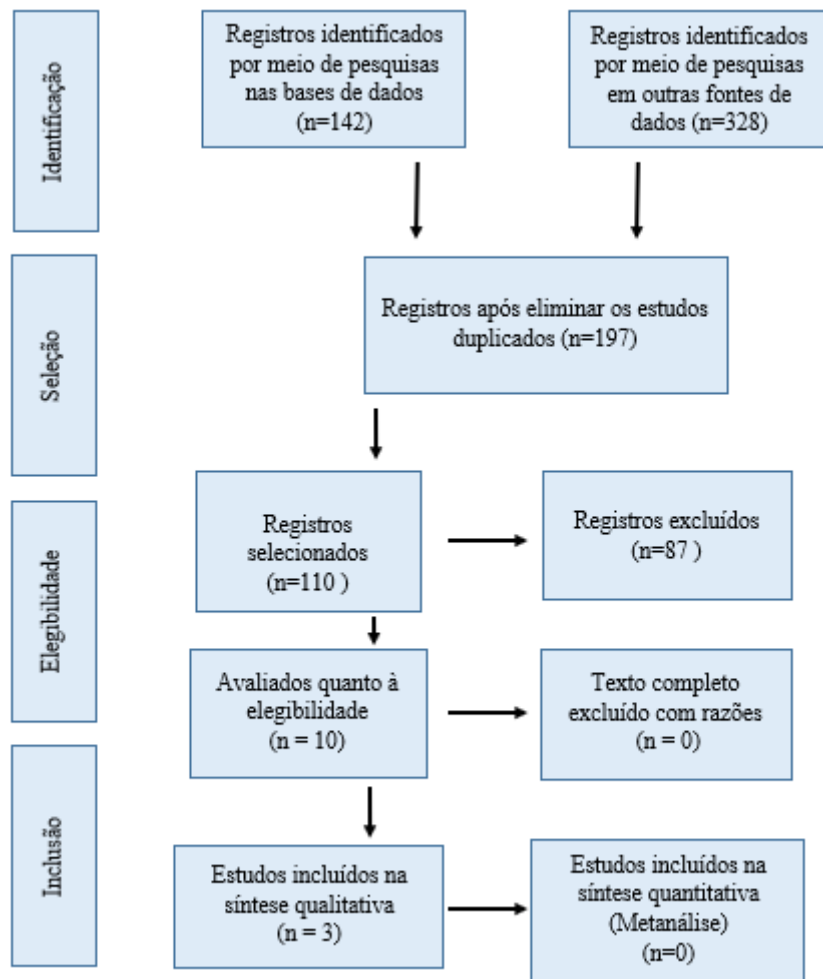 Identificação
Registros identificados
por meio de pesquisas
nas bases de dados
(n=142)
Registros identificados
por meio de pesquisas
em outras fontes de
dados (n=328)
Seleção
Registros após eliminar os estudos
duplicados (n=197)
Elegibilidade
Registros
selecionados
(n=110 )
Registros excluídos
(n=87 )
Avaliados quanto à
elegibilidade
(n = 10)
Texto completo
excluído com razões
(n = 0)
Inclusão
Estudos incluídos na
síntese qualitativa
(n = 3)
Estudos incluídos na
síntese quantitativa
(Metanálise)
(n=0)